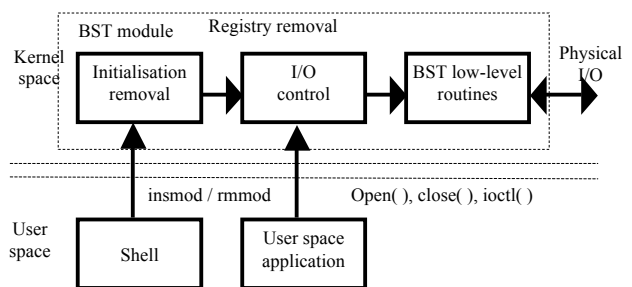 BST module
Registry removal
Kernel
space
Initialisation
removal
I/O
control
BST low-level
routines
Physical
I/O
insmod / rmmod
Open( ), close( ), ioctl( )
User
space
Shell
User space
application